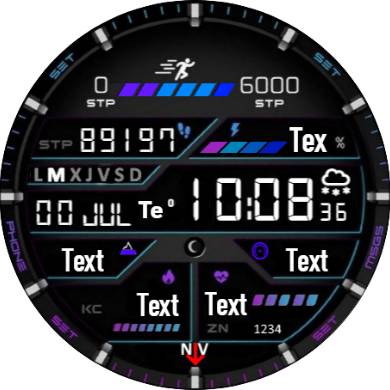 SET
SET
0 6000
STP STP
STP 89197 Tex %
LMXJVSD
00 JUL Te° 10:08 36
PHONE
MSGS
Text Text
KC Text Text
ZN 1234
SET
SET
N V